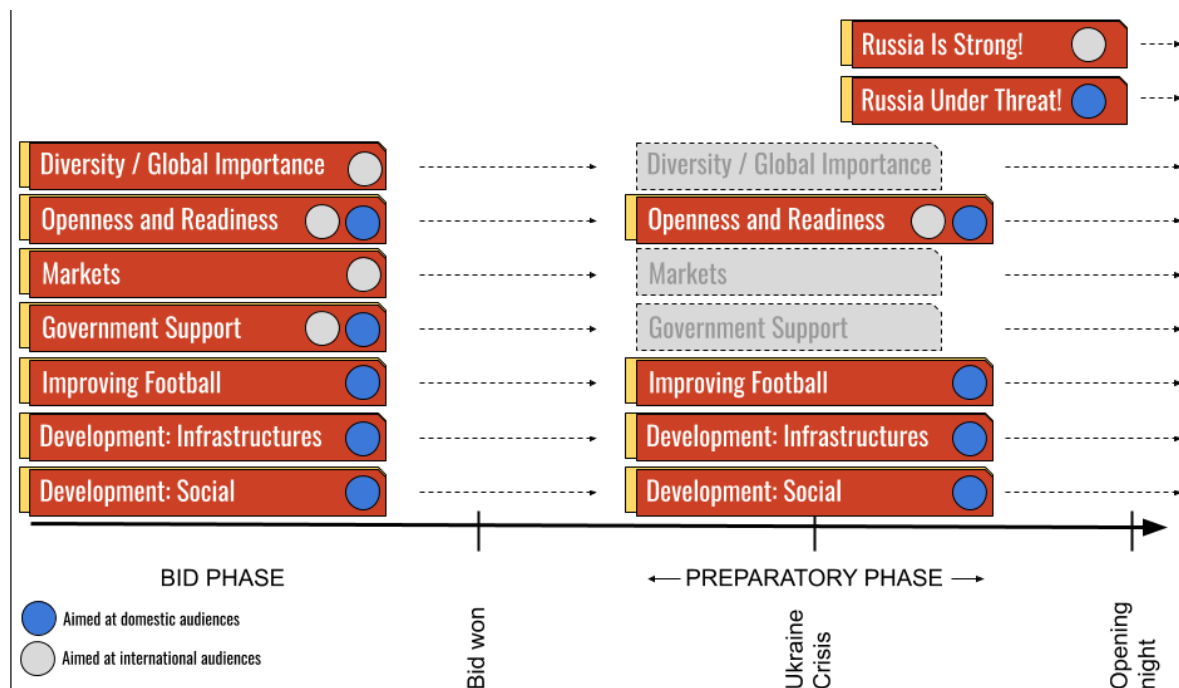 Russia Is Strong!
Russia Under Threat!
Diversity / Global Importance
Diversity / Global Importance
Openness and Readiness
Openness and Readiness
Markets
Markets
Government Support
Government Support
Improving Football
Improving Football
Development: Infrastructures
Development: Infrastructures
Development: Social
Development: Social
BID PHASE
PREPARATORY PHASE
Aimed at domestic audiences
Aimed at international audiences
Bid won
Ukraine
Crisis
Opening
night